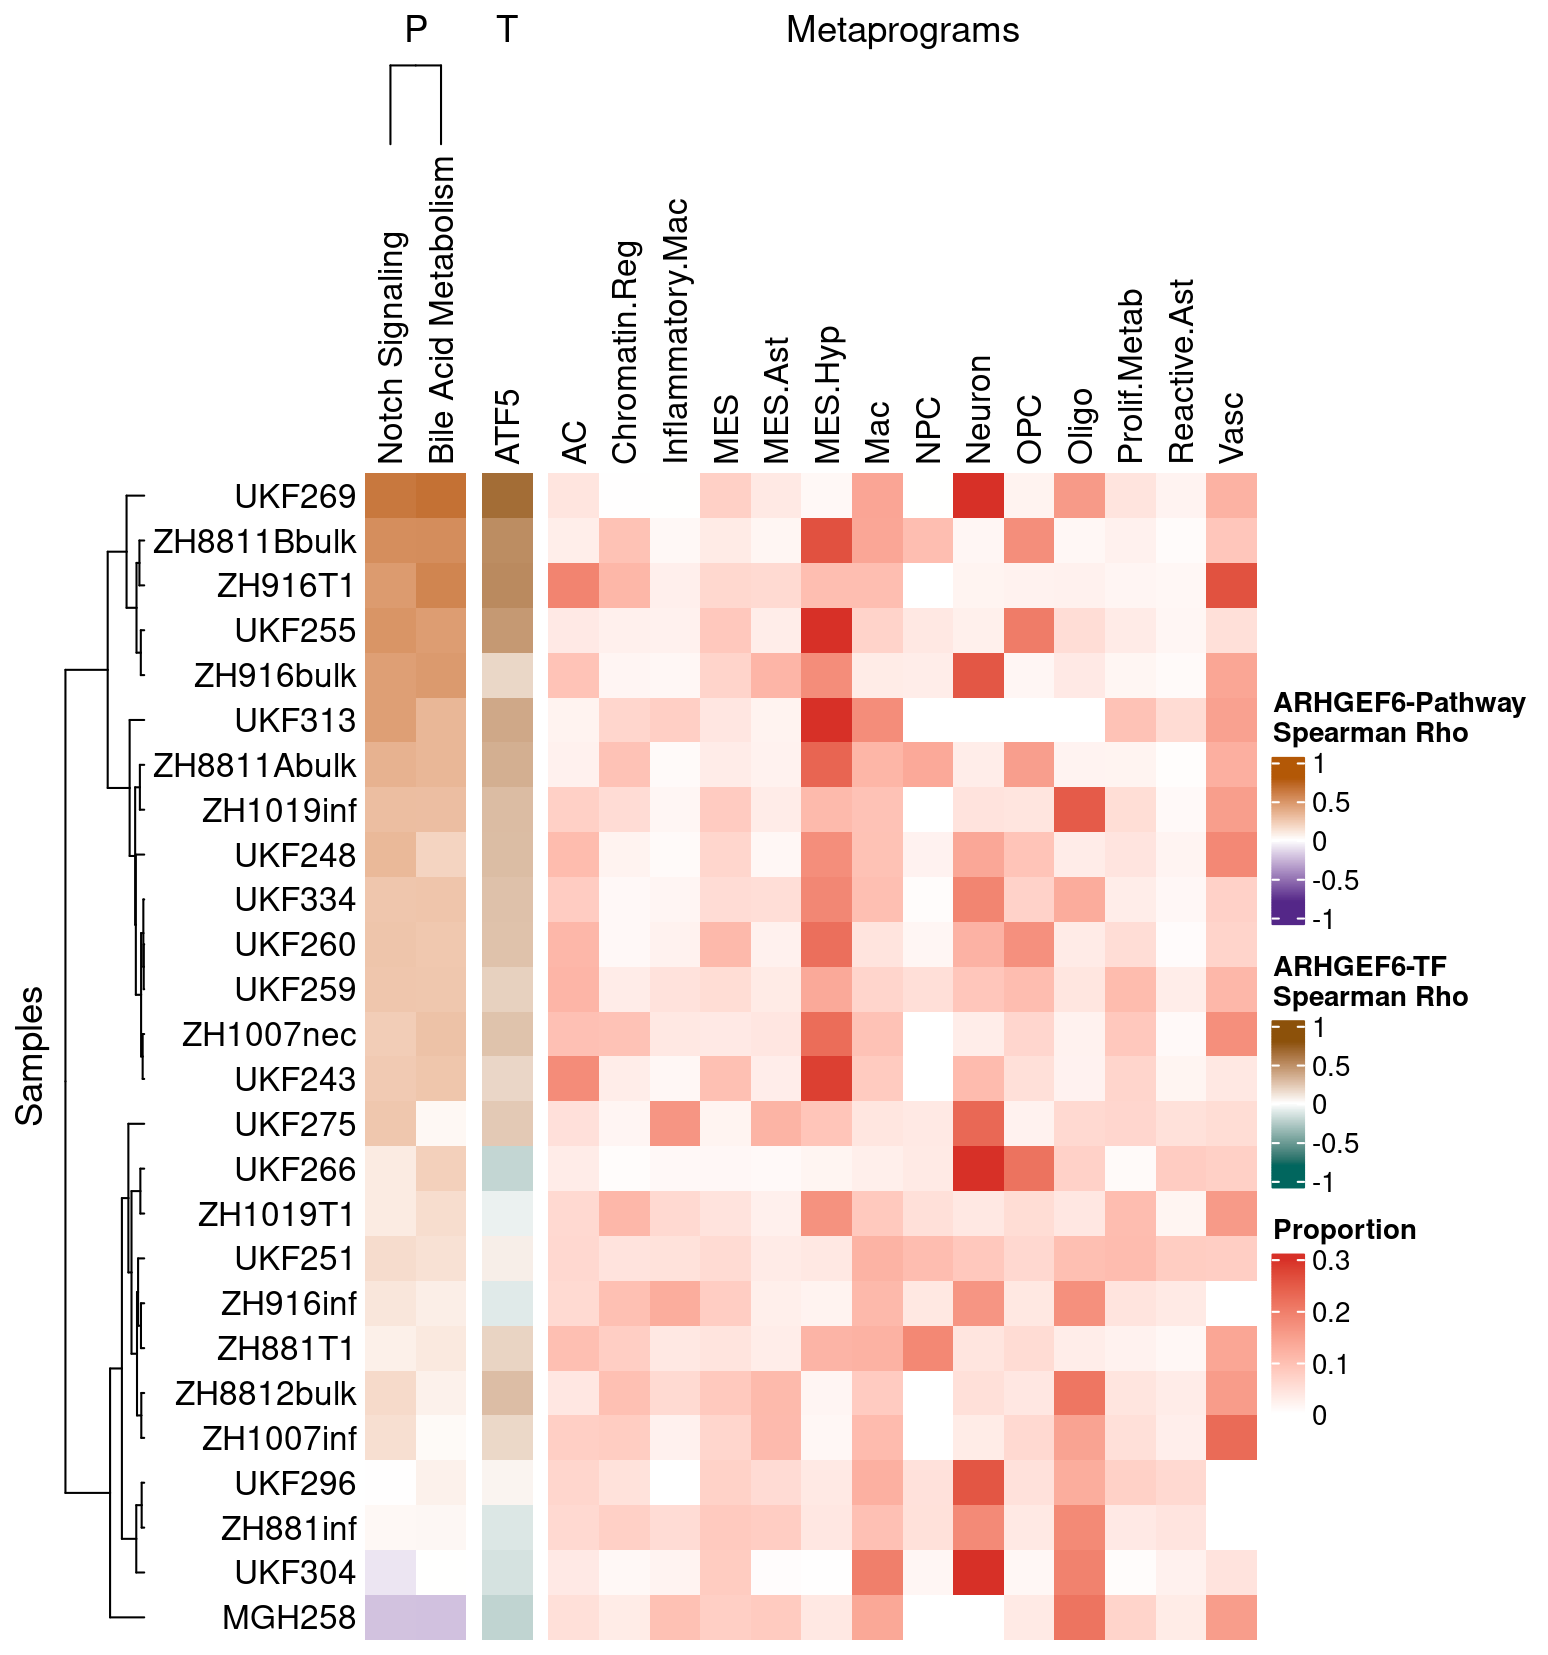 P T Metaprograms
Notch Signaling
Bile Acid Metabolism
ATF5
AC
Chromatin.Reg
Inflammatory.Mac
MES
MES.Ast
MES.Hyp
Mac
NPC
Neuron
OPC
Oligo
Prolif.Metab
Reactive.Ast
Vasc
Samples
UKF269
ZH8811Bbulk
ZH916T1
UKF255
ZH916bulk
UKF313
ZH8811Abulk
ZH1019inf
UKF248
UKF334
UKF260
UKF259
ZH1007nec
UKF243
UKF275
UKF266
ZH1019T1
UKF251
ZH916inf
ZH881T1
ZH8812bulk
ZH1007inf
UKF296
ZH881inf
UKF304
MGH258
ARHGEF6-Pathway
Spearman Rho
1
0.5
0
-0.5
-1
ARHGEF6-TF
Spearman Rho
1
0.5
0
-0.5
-1
Proportion
0.3
0.2
0.1
0